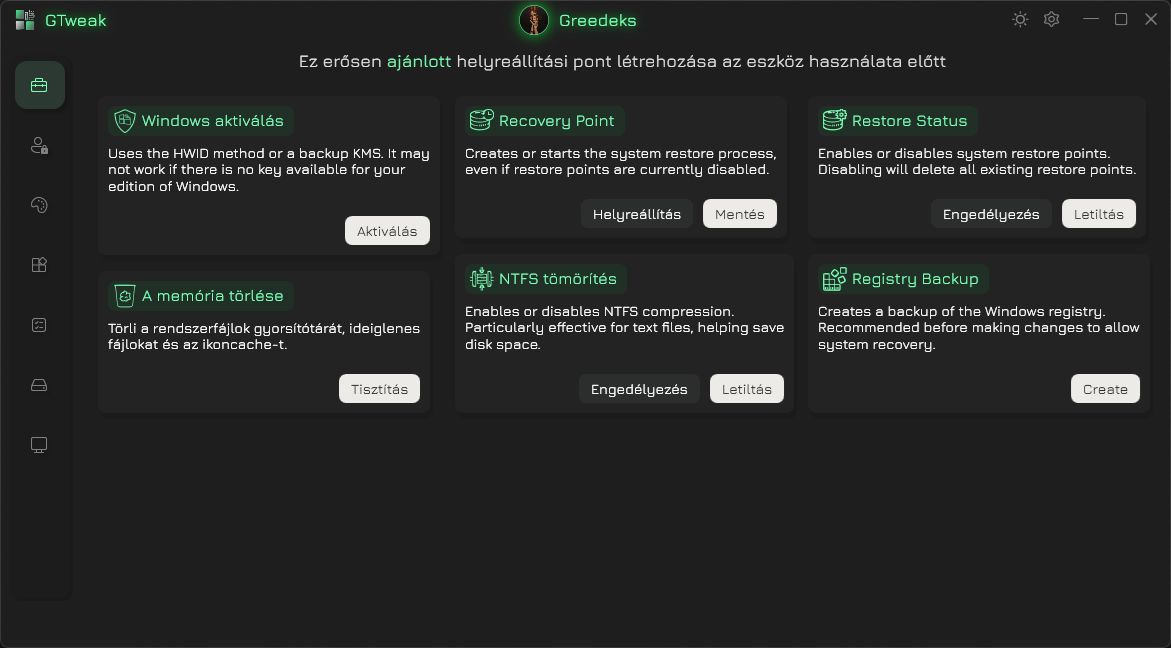 GTweak
Greedeks
Ez erősen ajánlott helyreállítási pont létrehozása az eszköz használata előtt
Windows aktiválás
Uses the HWID method or a backup KMS. It may
not work if there is no key available for your
edition of Windows.
Aktiválás
Recovery Point
Creates or starts the system restore process,
even if restore points are currently disabled.
Helyreállítás
Mentés
Restore Status
Enables or disables system restore points.
Disabling will delete all existing restore points.
Engedélyezés
Letiltás
A memória törlése
Törli a rendszerfájlok gyorsítótárát, ideiglenes
fájlokat és az ikoncache-t.
Tisztítás
NTFS tömörítés
Enables or disables NTFS compression.
Particularly effective for text files, helping save
disk space.
Engedélyezés
Letiltás
Registry Backup
Creates a backup of the Windows registry.
Recommended before making changes to allow
system recovery.
Create